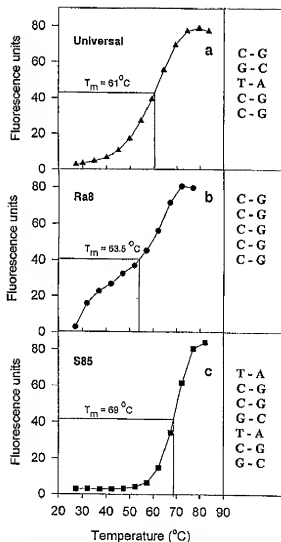 80
60
40
20
0
Fluorescence units
Universal
a
Tm=61°C
C - G
G - C
T - A
C - G
C - G
80
60
40
20
0
Fluorescence units
Ra8
b
Tm=63.5 °C
C - G
C - G
C - G
C - G
C - G
80
60
40
20
0
Fluorescence units
S85
c
Tm=69 °C
T - A
C - G
C - G
G - C
T - A
C - G
G - C
20 30 40 50 60 70 80 90
Temperature (°C)